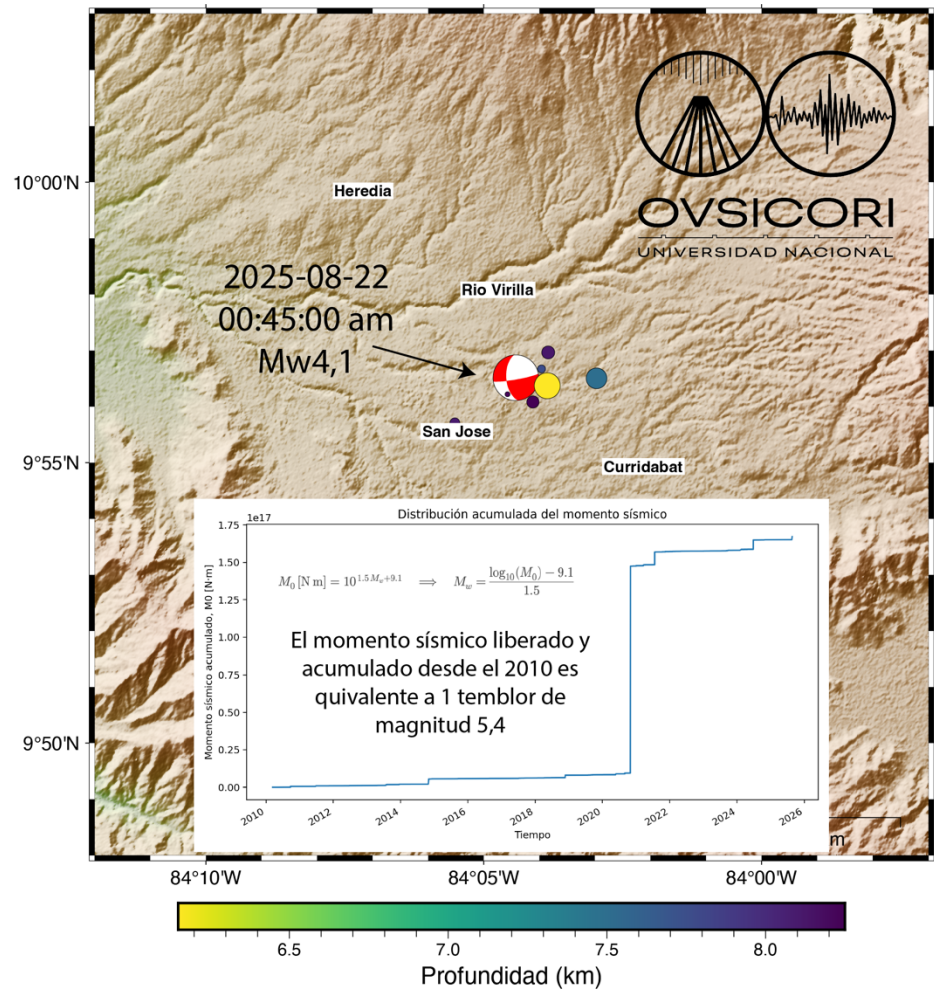 10°00'N
9°55'N
9°50'N
Heredia
OVSICORI
UNIVERSIDAD NACIONAL
2025-08-22
00:45:00 am
Mw4,1
Rio Virilla
San Jose
Curridabat
Distribución acumulada del momento sísmico
1e17
Momento sísmico acumulado, M0 [N·m]
1.75
1.50
1.25
1.00
0.75
0.50
0.25
0.00
M₀ [N m] = 10^{1.5 M_w+9.1} ⟹ M_w = \frac{log₁₀(M₀) − 9.1}{1.5}
El momento sísmico liberado y
acumulado desde el 2010 es
quivalente a 1 temblor de
magnitud 5,4
2010 2012 2014 2016 2018 2020 2022 2024 2026
Tiempo
m
84°10'W 84°05'W 84°00'W
6.5 7.0 7.5 8.0
Profundidad (km)